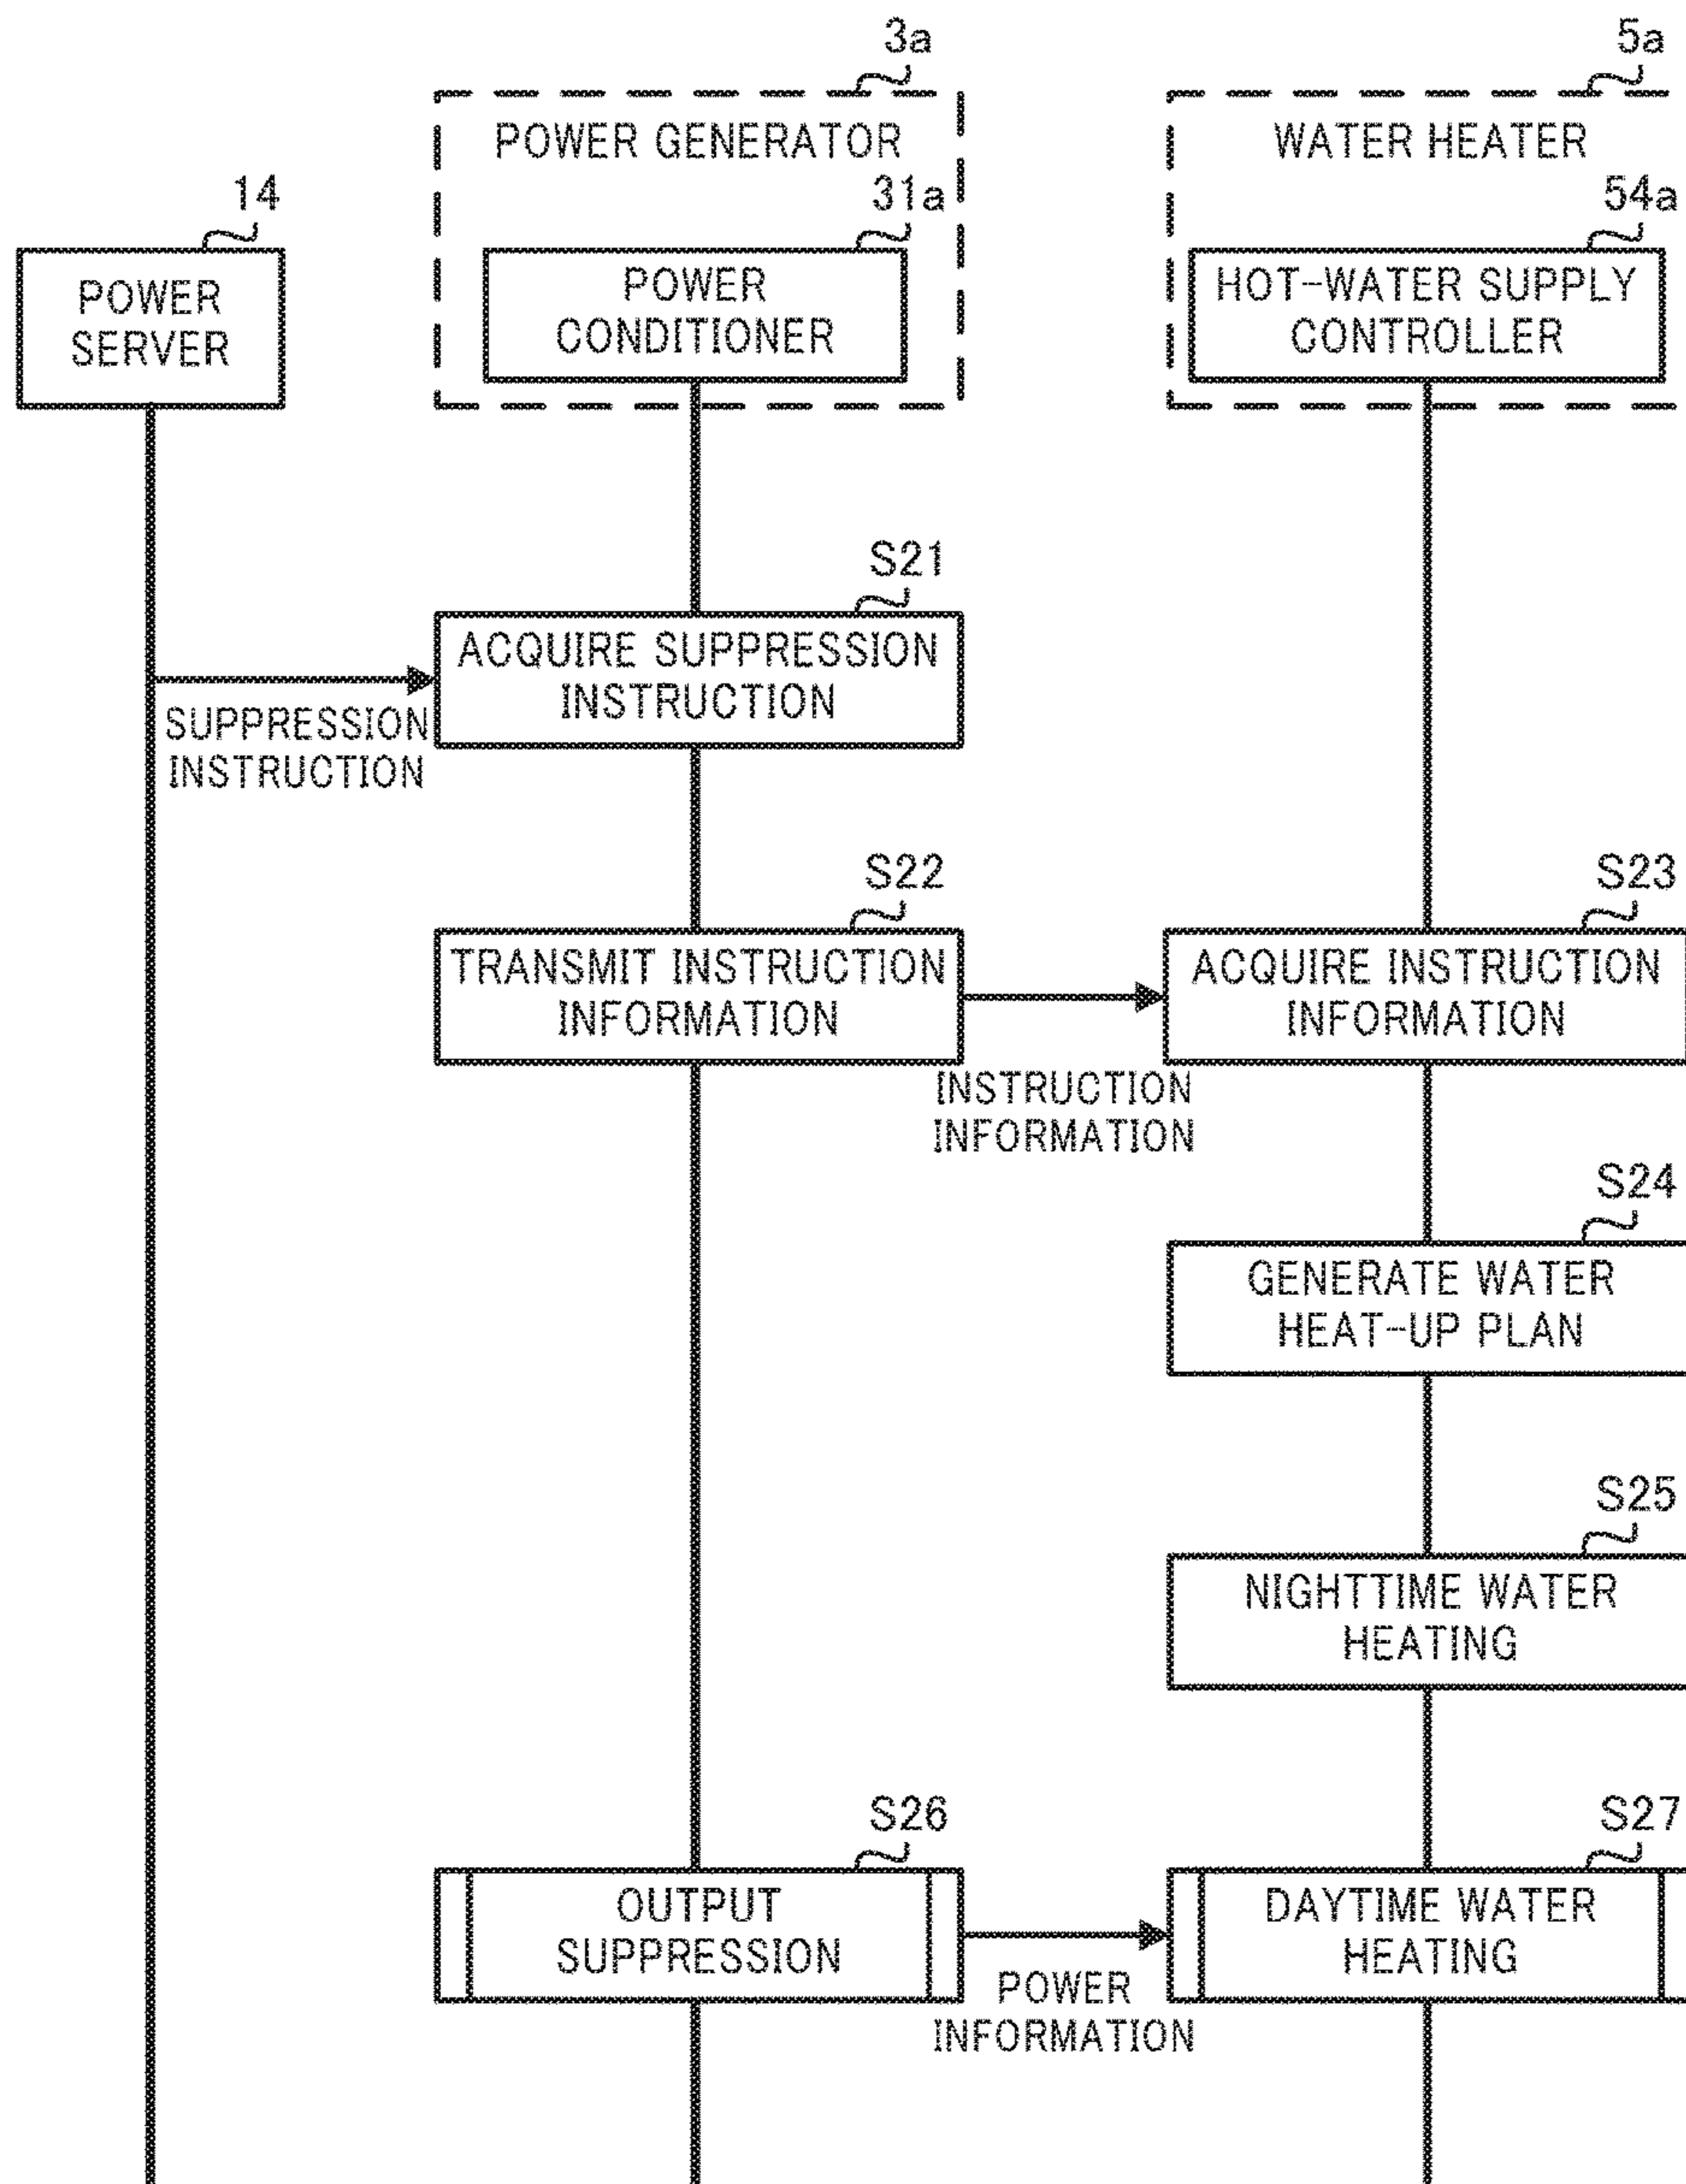 3a
5a
POWER GENERATOR
WATER HEATER
14
31a
54a
POWER
SERVER
POWER
CONDITIONER
HOT-WATER SUPPLY
CONTROLLER
S21
ACQUIRE SUPPRESSION
INSTRUCTION
SUPPRESSION
INSTRUCTION
S22
S23
TRANSMIT INSTRUCTION
INFORMATION
ACQUIRE INSTRUCTION
INFORMATION
INSTRUCTION
INFORMATION
S24
GENERATE WATER
HEAT-UP PLAN
S25
NIGHTTIME WATER
HEATING
S26
S27
OUTPUT
SUPPRESSION
DAYTIME WATER
HEATING
POWER
INFORMATION